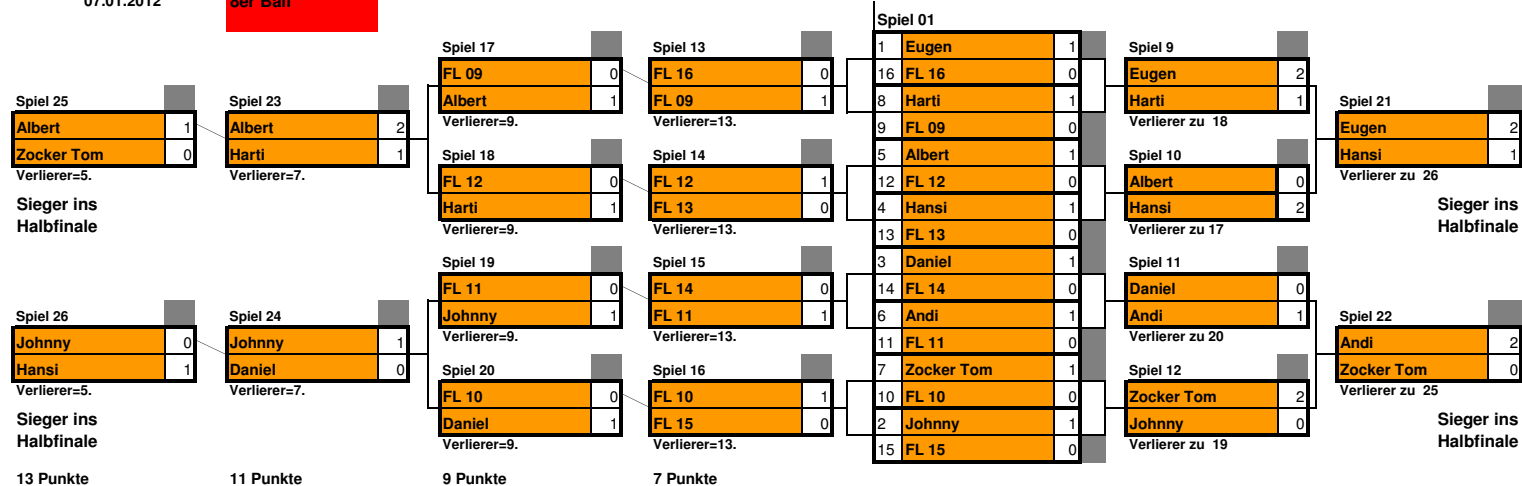 07.01.2012
8er Ball
Spiel 25
Albert 1
Zocker Tom 0
Verlierer=5.
Sieger ins
Halbfinale
Spiel 26
Johnny 0
Hansi 1
Verlierer=5.
Sieger ins
Halbfinale
13 Punkte
Spiel 23
Albert 2
Harti 1
Verlierer=7.
Spiel 24
Johnny 1
Daniel 0
Verlierer=7.
11 Punkte
Spiel 17
FL 09 0
Albert 1
Verlierer=9.
Spiel 18
FL 12 0
Harti 1
Verlierer=9.
Spiel 19
FL 11 0
Johnny 1
Verlierer=9.
Spiel 20
FL 10 0
Daniel 1
Verlierer=9.
9 Punkte
Spiel 13
FL 16 0
FL 09 1
Verlierer=13.
Spiel 14
FL 12 1
FL 13 0
Verlierer=13.
Spiel 15
FL 14 0
FL 11 1
Verlierer=13.
Spiel 16
FL 10 1
FL 15 0
Verlierer=13.
7 Punkte
Spiel 01
1 Eugen 1
16 FL 16 0
8 Harti 1
9 FL 09 0
5 Albert 1
12 FL 12 0
4 Hansi 1
13 FL 13 0
3 Daniel 1
14 FL 14 0
6 Andi 1
11 FL 11 0
7 Zocker Tom 1
10 FL 10 0
2 Johnny 1
15 FL 15 0
Spiel 9
Eugen 2
Harti 1
Verlierer zu 18
Spiel 10
Albert 0
Hansi 2
Verlierer zu 17
Spiel 11
Daniel 0
Andi 1
Verlierer zu 20
Spiel 12
Zocker Tom 2
Johnny 0
Verlierer zu 19
Spiel 21
Eugen 2
Hansi 1
Verlierer zu 26
Sieger ins
Halbfinale
Spiel 22
Andi 2
Zocker Tom 0
Verlierer zu 25
Sieger ins
Halbfinale